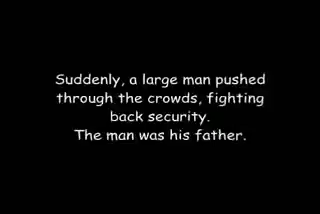 Suddenly, a large man pushed
through the crowds, fighting
back security.
The man was his father.